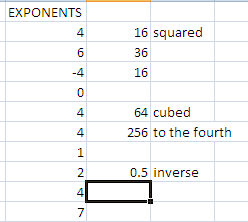 EXPONENTS
4 16 squared
6 36
-4 16
0
4 64 cubed
4 256 to the fourth
1
2 0.5 inverse
4
7